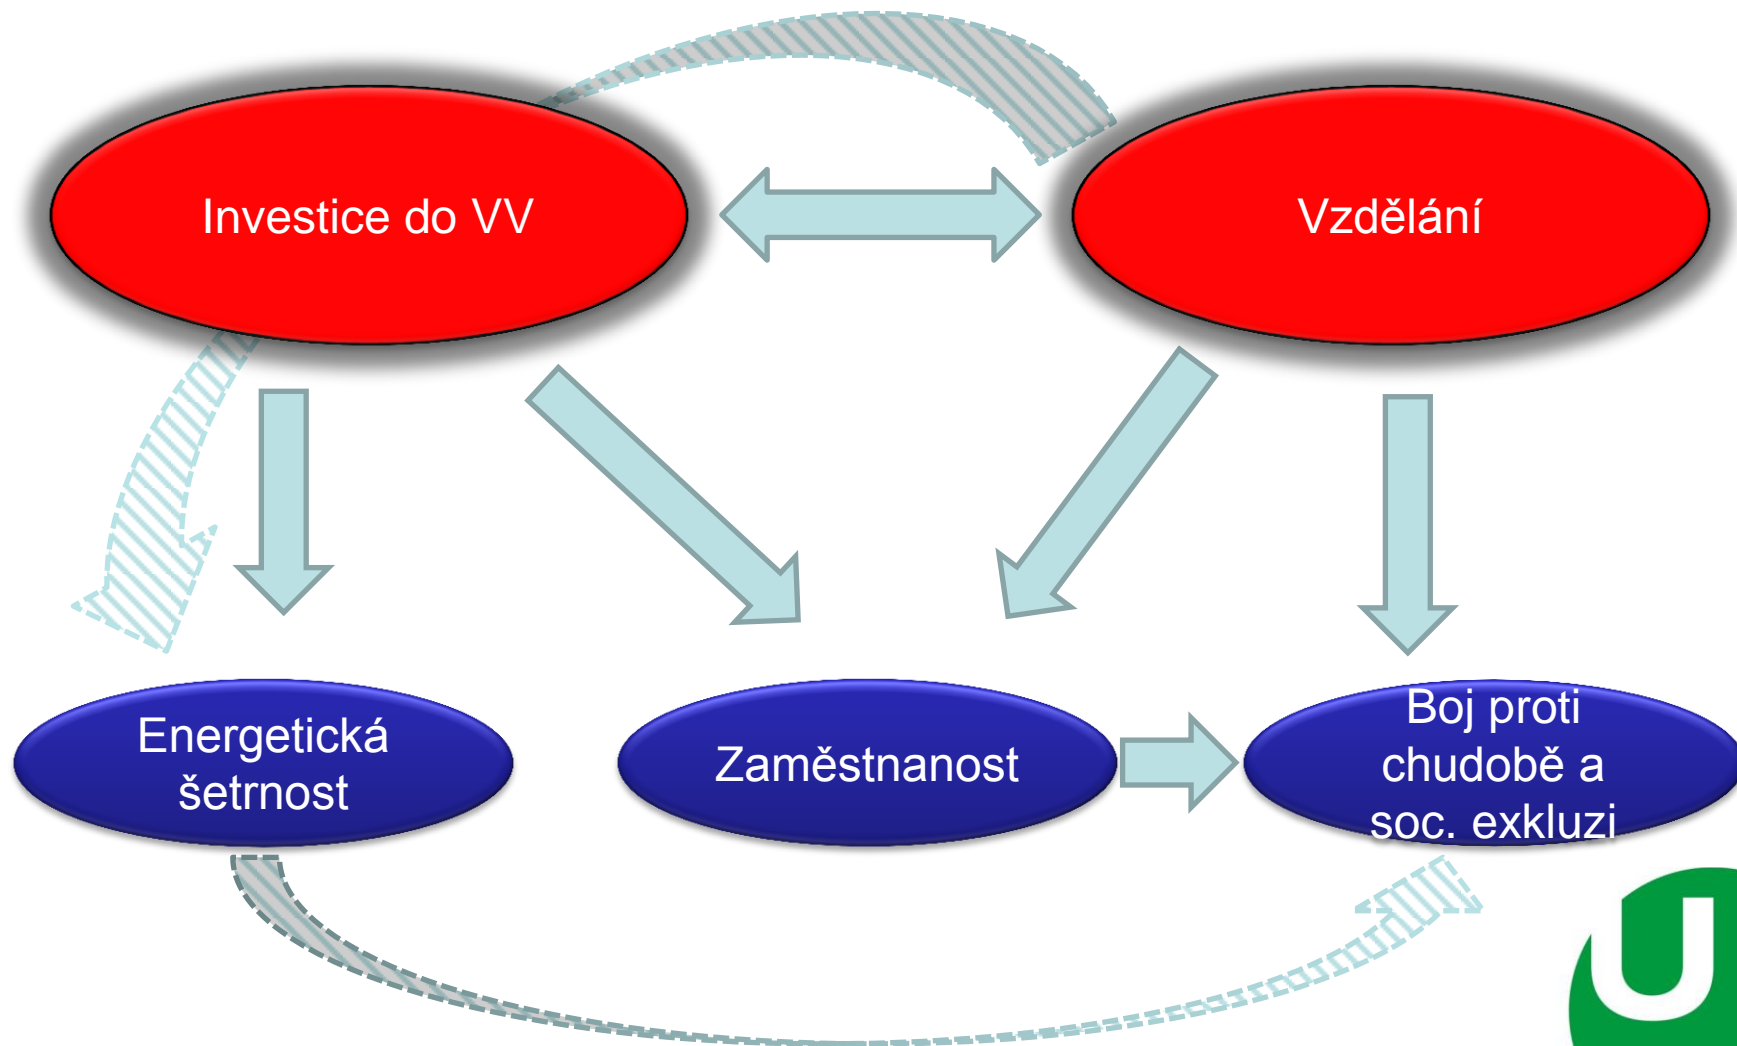 Investice do VV
Vzdělání
Energetická
šetrnost
Zaměstnanost
Boj proti
chudobě a
soc. exkluzi
U